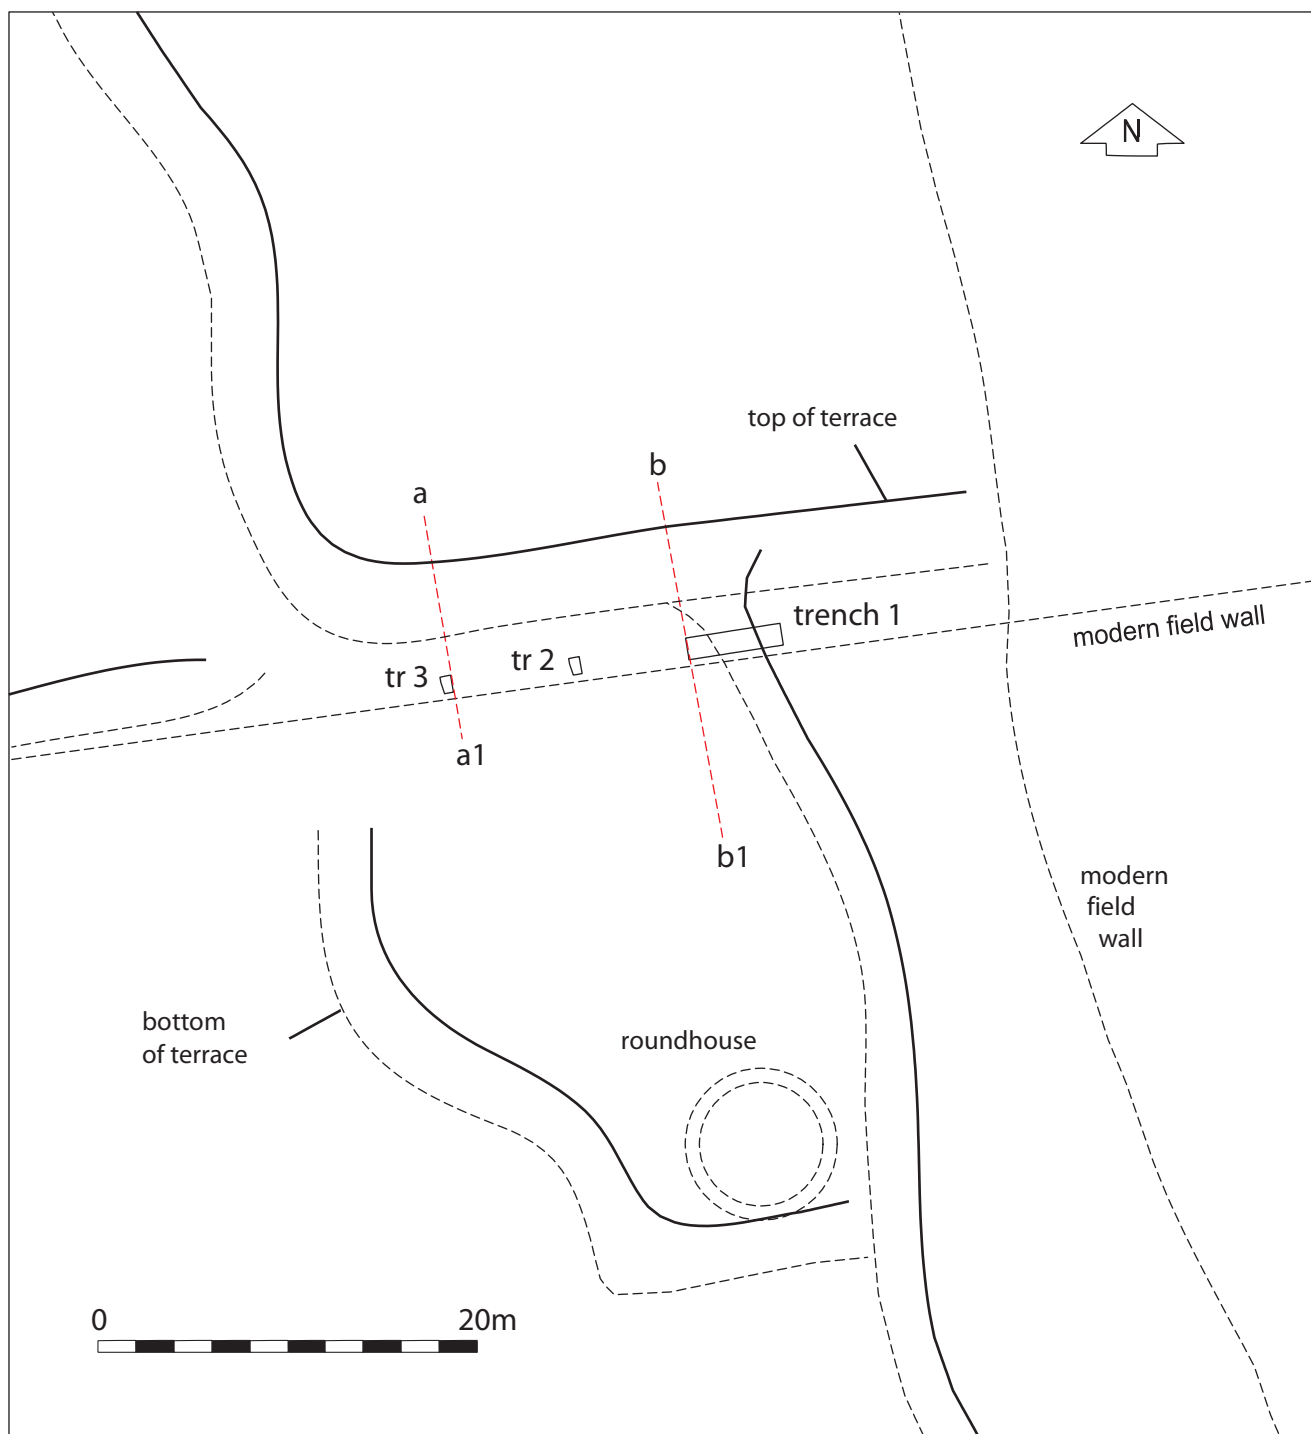 N
top of terrace
b
a
trench 1
modern field wall
tr 2
tr 3
a1
b1
modern
field
wall
bottom
of terrace
roundhouse
0 20m